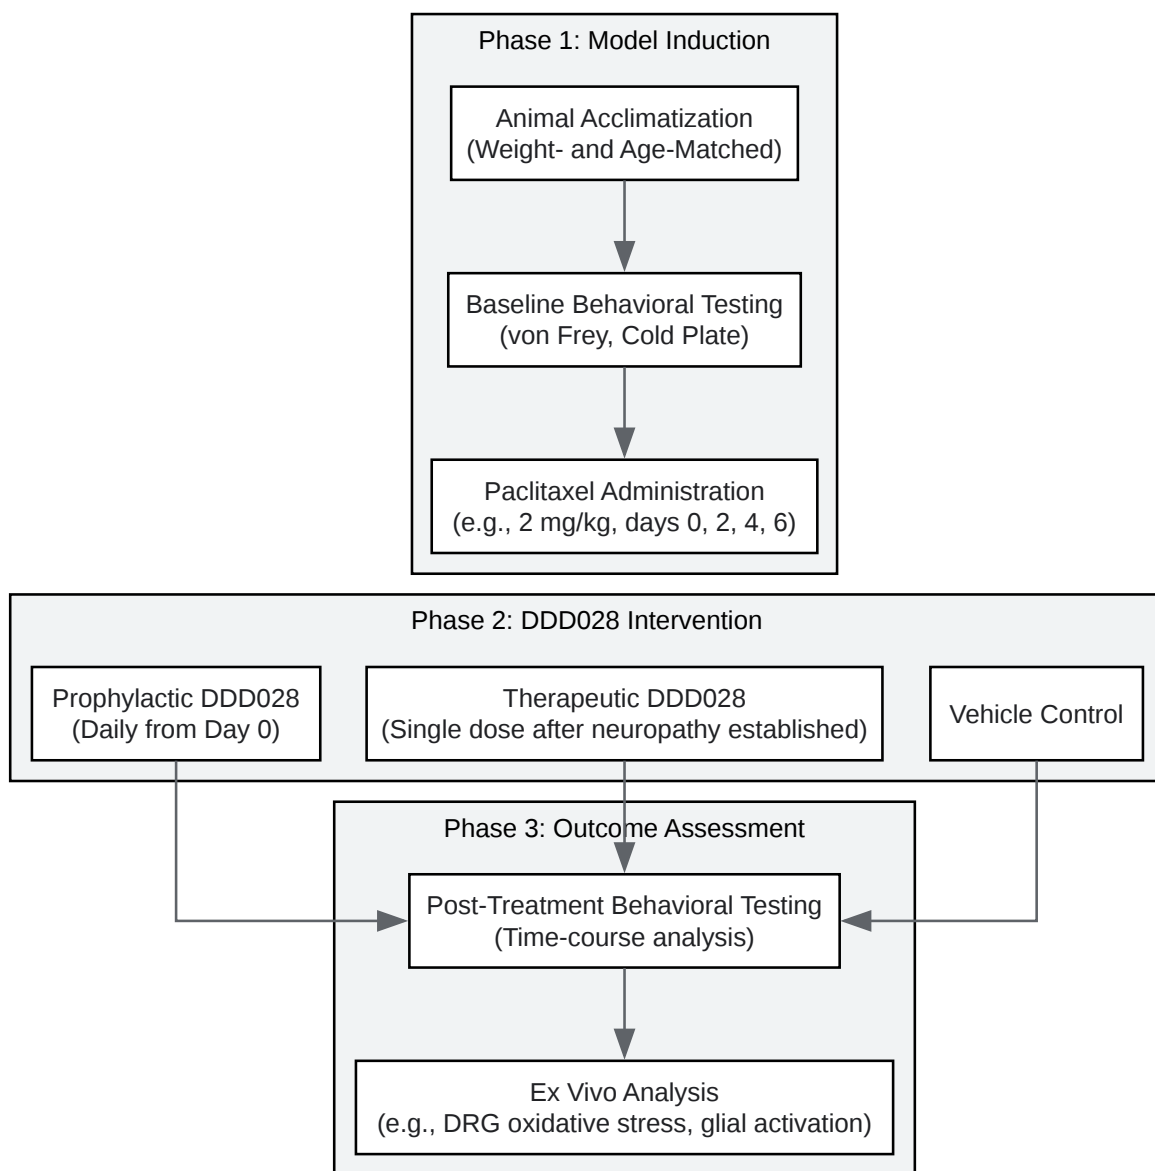 Phase 1: Model Induction
Animal Acclimatization
(Weight- and Age-Matched)
Baseline Behavioral Testing
(von Frey, Cold Plate)
Paclitaxel Administration
(e.g., 2 mg/kg, days 0, 2, 4, 6)
Phase 2: DDD028 Intervention
Prophylactic DDD028
(Daily from Day 0)
Therapeutic DDD028
(Single dose after neuropathy established)
Vehicle Control
Phase 3: Outcome Assessment
Post-Treatment Behavioral Testing
(Time-course analysis)
Ex Vivo Analysis
(e.g., DRG oxidative stress, glial activation)